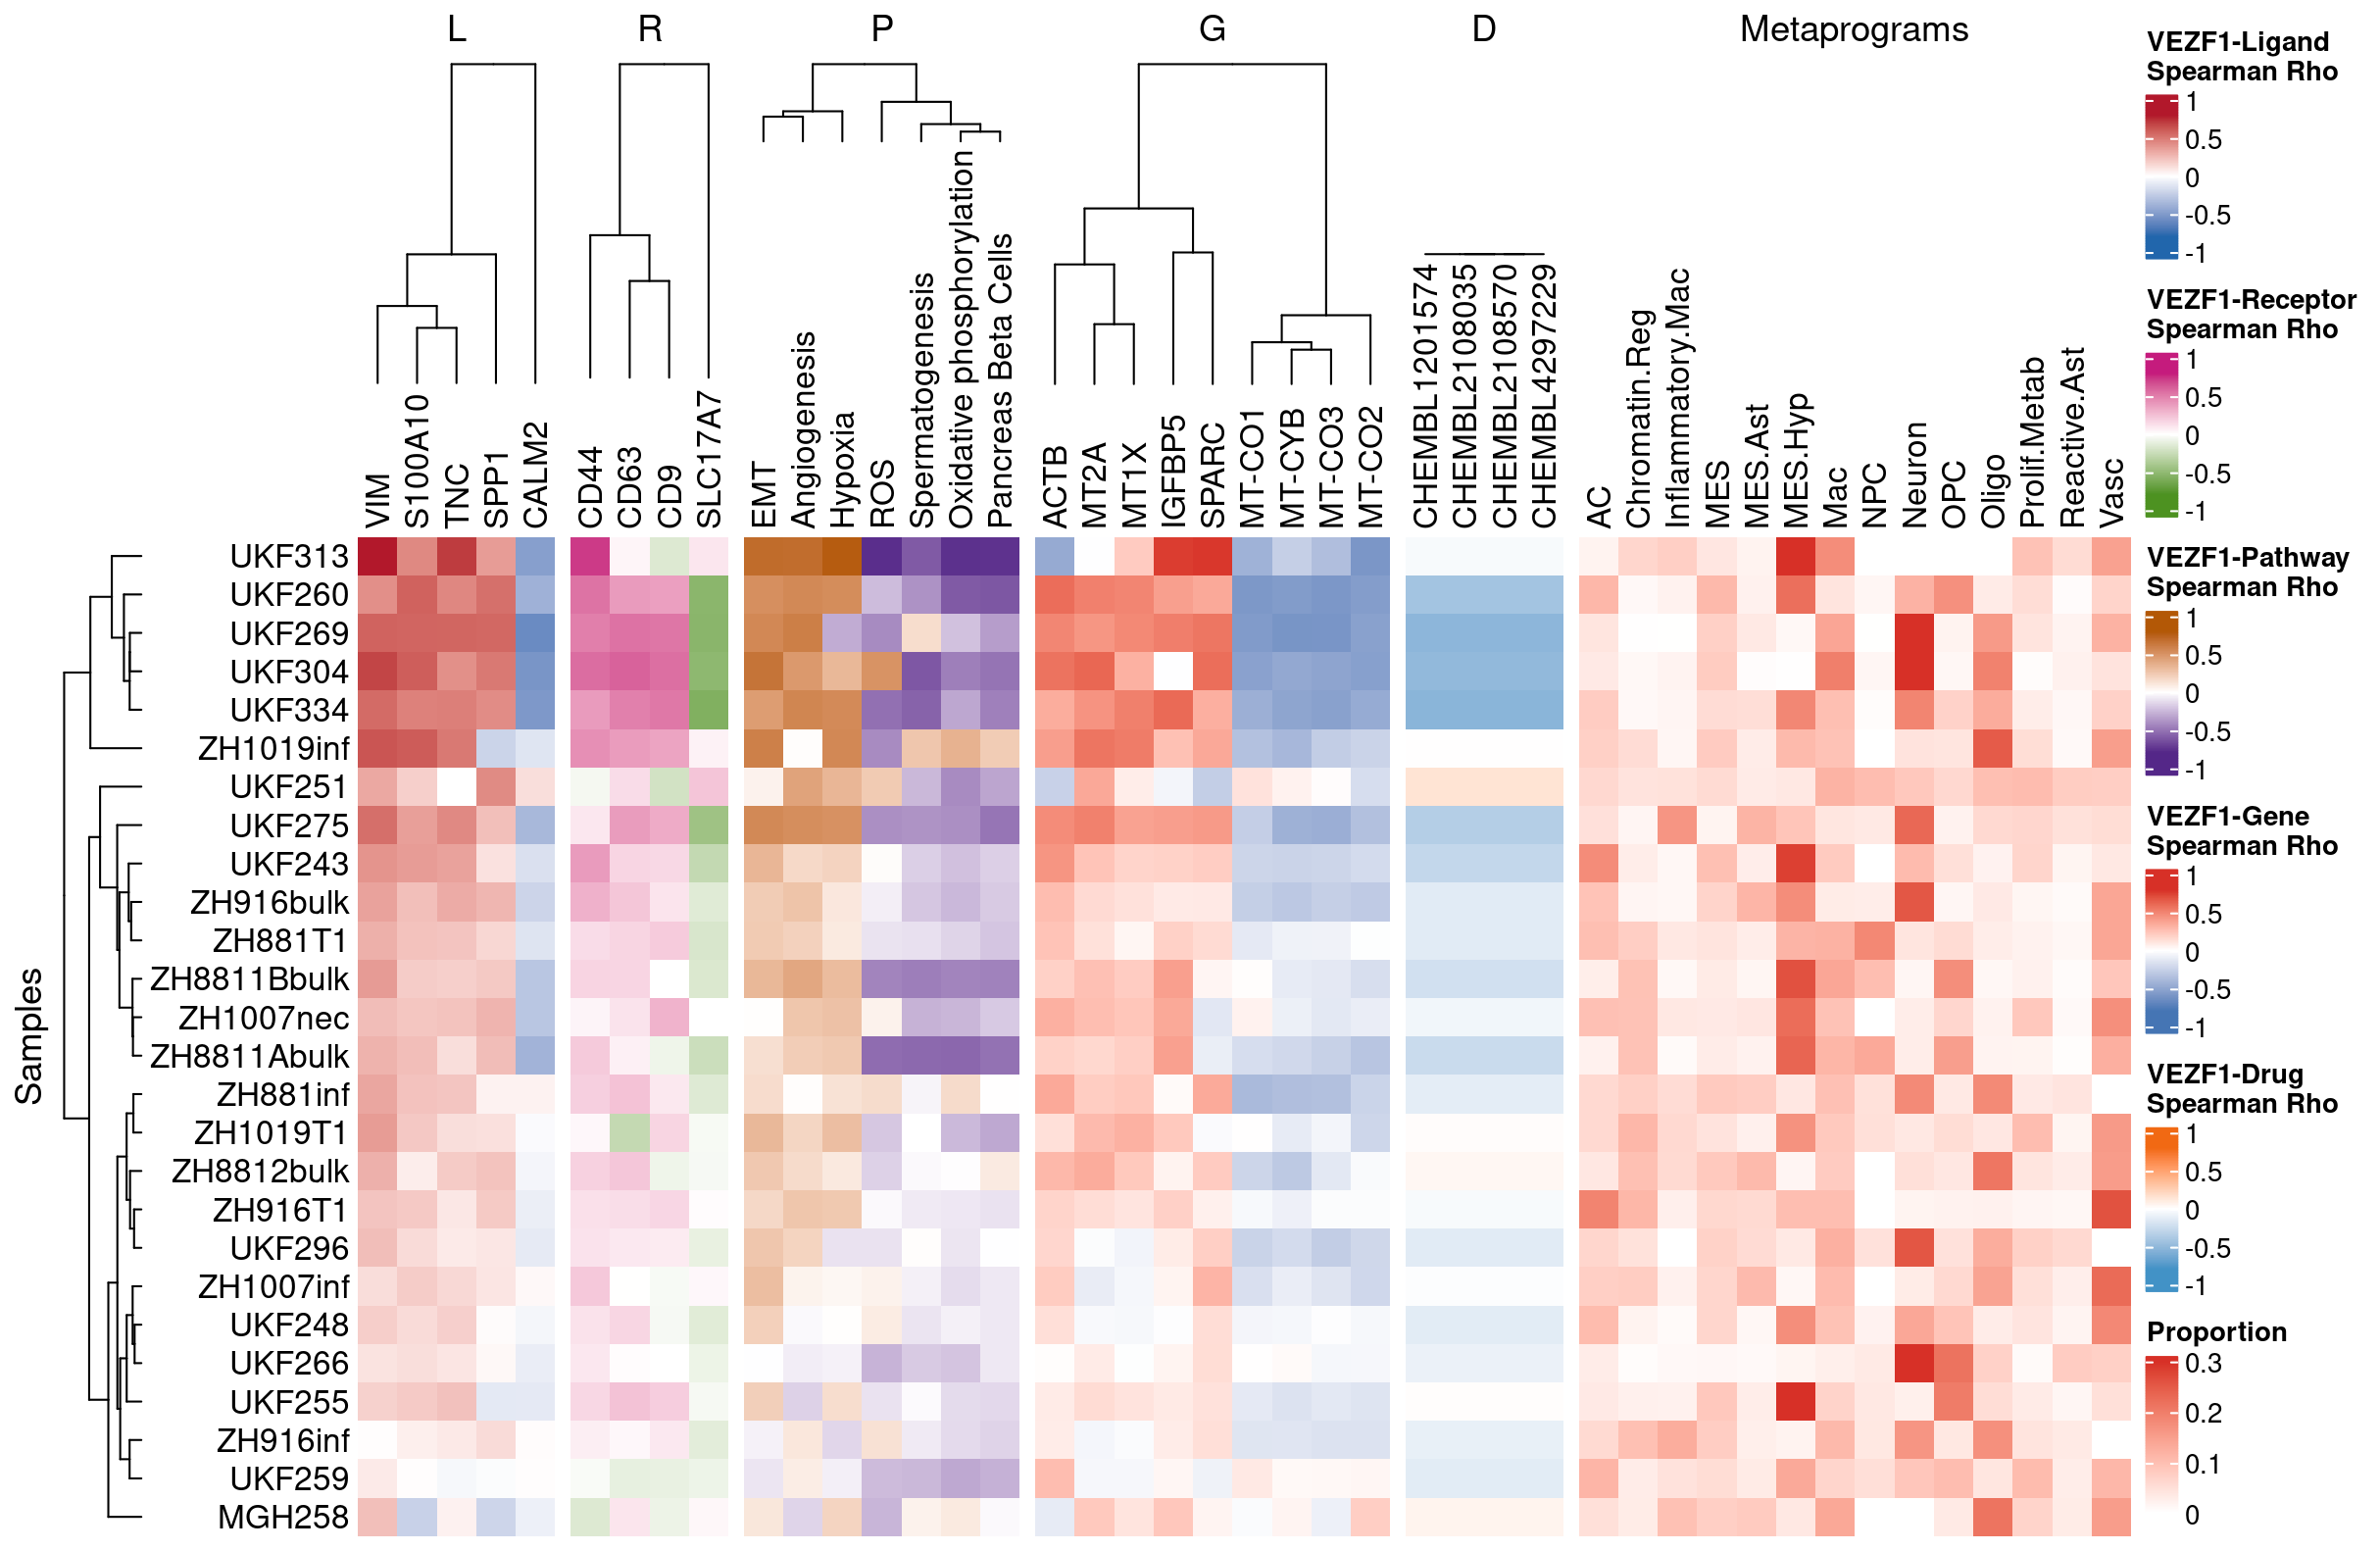 L R P G D Metaprograms
VIM S100A10 TNC SPP1 CALM2
CD44 CD63 CD9 SLC17A7
EMT Angiogenesis Hypoxia ROS Spermatogenesis Oxidative phosphorylation Pancreas Beta Cells
ACTB MT2A MT1X IGFBP5 SPARC MT-CO1 MT-CYB MT-CO3 MT-CO2
CHEMBL1201574 CHEMBL2108035 CHEMBL2108570 CHEMBL4297229
AC Chromatin.Reg Inflammatory.Mac MES MES.Ast MES.Hyp Mac NPC Neuron OPC Oligo Prolif.Metab Reactive.Ast Vasc
Samples
UKF313
UKF260
UKF269
UKF304
UKF334
ZH1019inf
UKF251
UKF275
UKF243
ZH916bulk
ZH881T1
ZH8811Bbulk
ZH1007nec
ZH8811Abulk
ZH881inf
ZH1019T1
ZH8812bulk
ZH916T1
UKF296
ZH1007inf
UKF248
UKF266
UKF255
ZH916inf
UKF259
MGH258
VEZF1-Ligand
Spearman Rho
1
0.5
0
-0.5
-1
VEZF1-Receptor
Spearman Rho
1
0.5
0
-0.5
-1
VEZF1-Pathway
Spearman Rho
1
0.5
0
-0.5
-1
VEZF1-Gene
Spearman Rho
1
0.5
0
-0.5
-1
VEZF1-Drug
Spearman Rho
1
0.5
0
-0.5
-1
Proportion
0.3
0.2
0.1
0